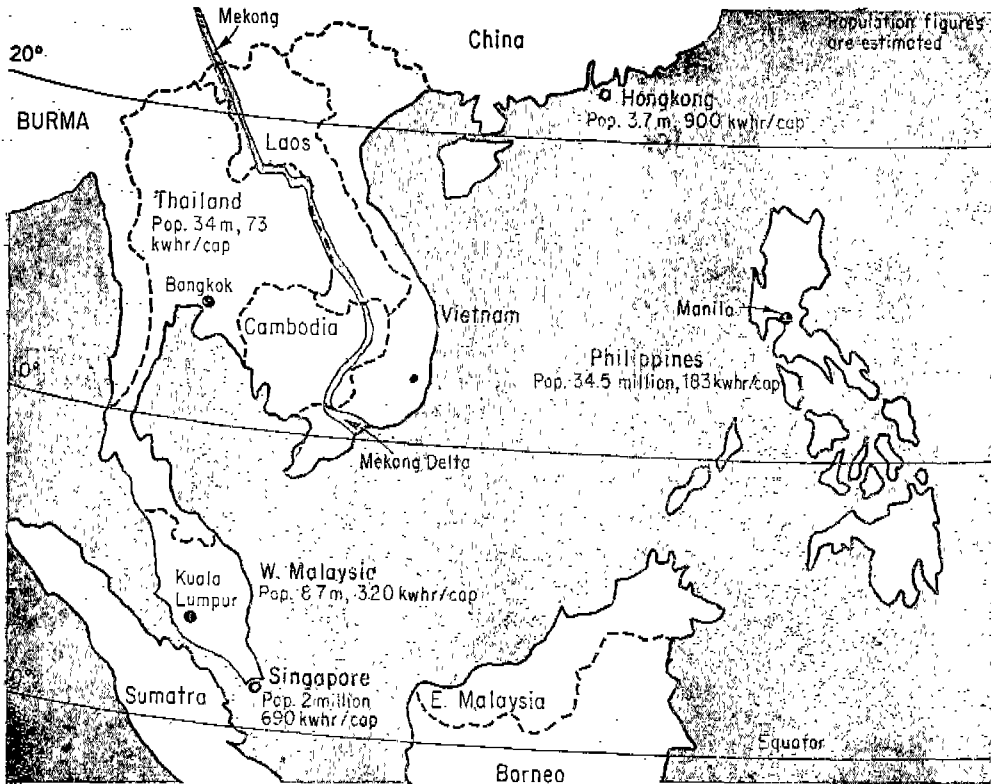 Mekong
China
Population figures
are estimated
20°
Hongkong
Pop. 3.7 m, 900 kwhr/cap
BURMA
Laos
Thailand
Pop. 34 m, 73
kwhr/cap
Bangkok
Cambodia
Vietnam
Manila
Philippines
Pop. 34.5 million, 183 kwhr/cap
10°
Mekong Delta
Kuala
Lumpur
W. Malaysia
Pop. 8.7 m, 320 kwhr/cap
0°
Singapore
Pop. 2 million
690 kwhr/cap
Sumatra
E. Malaysia
Equator
Borneo